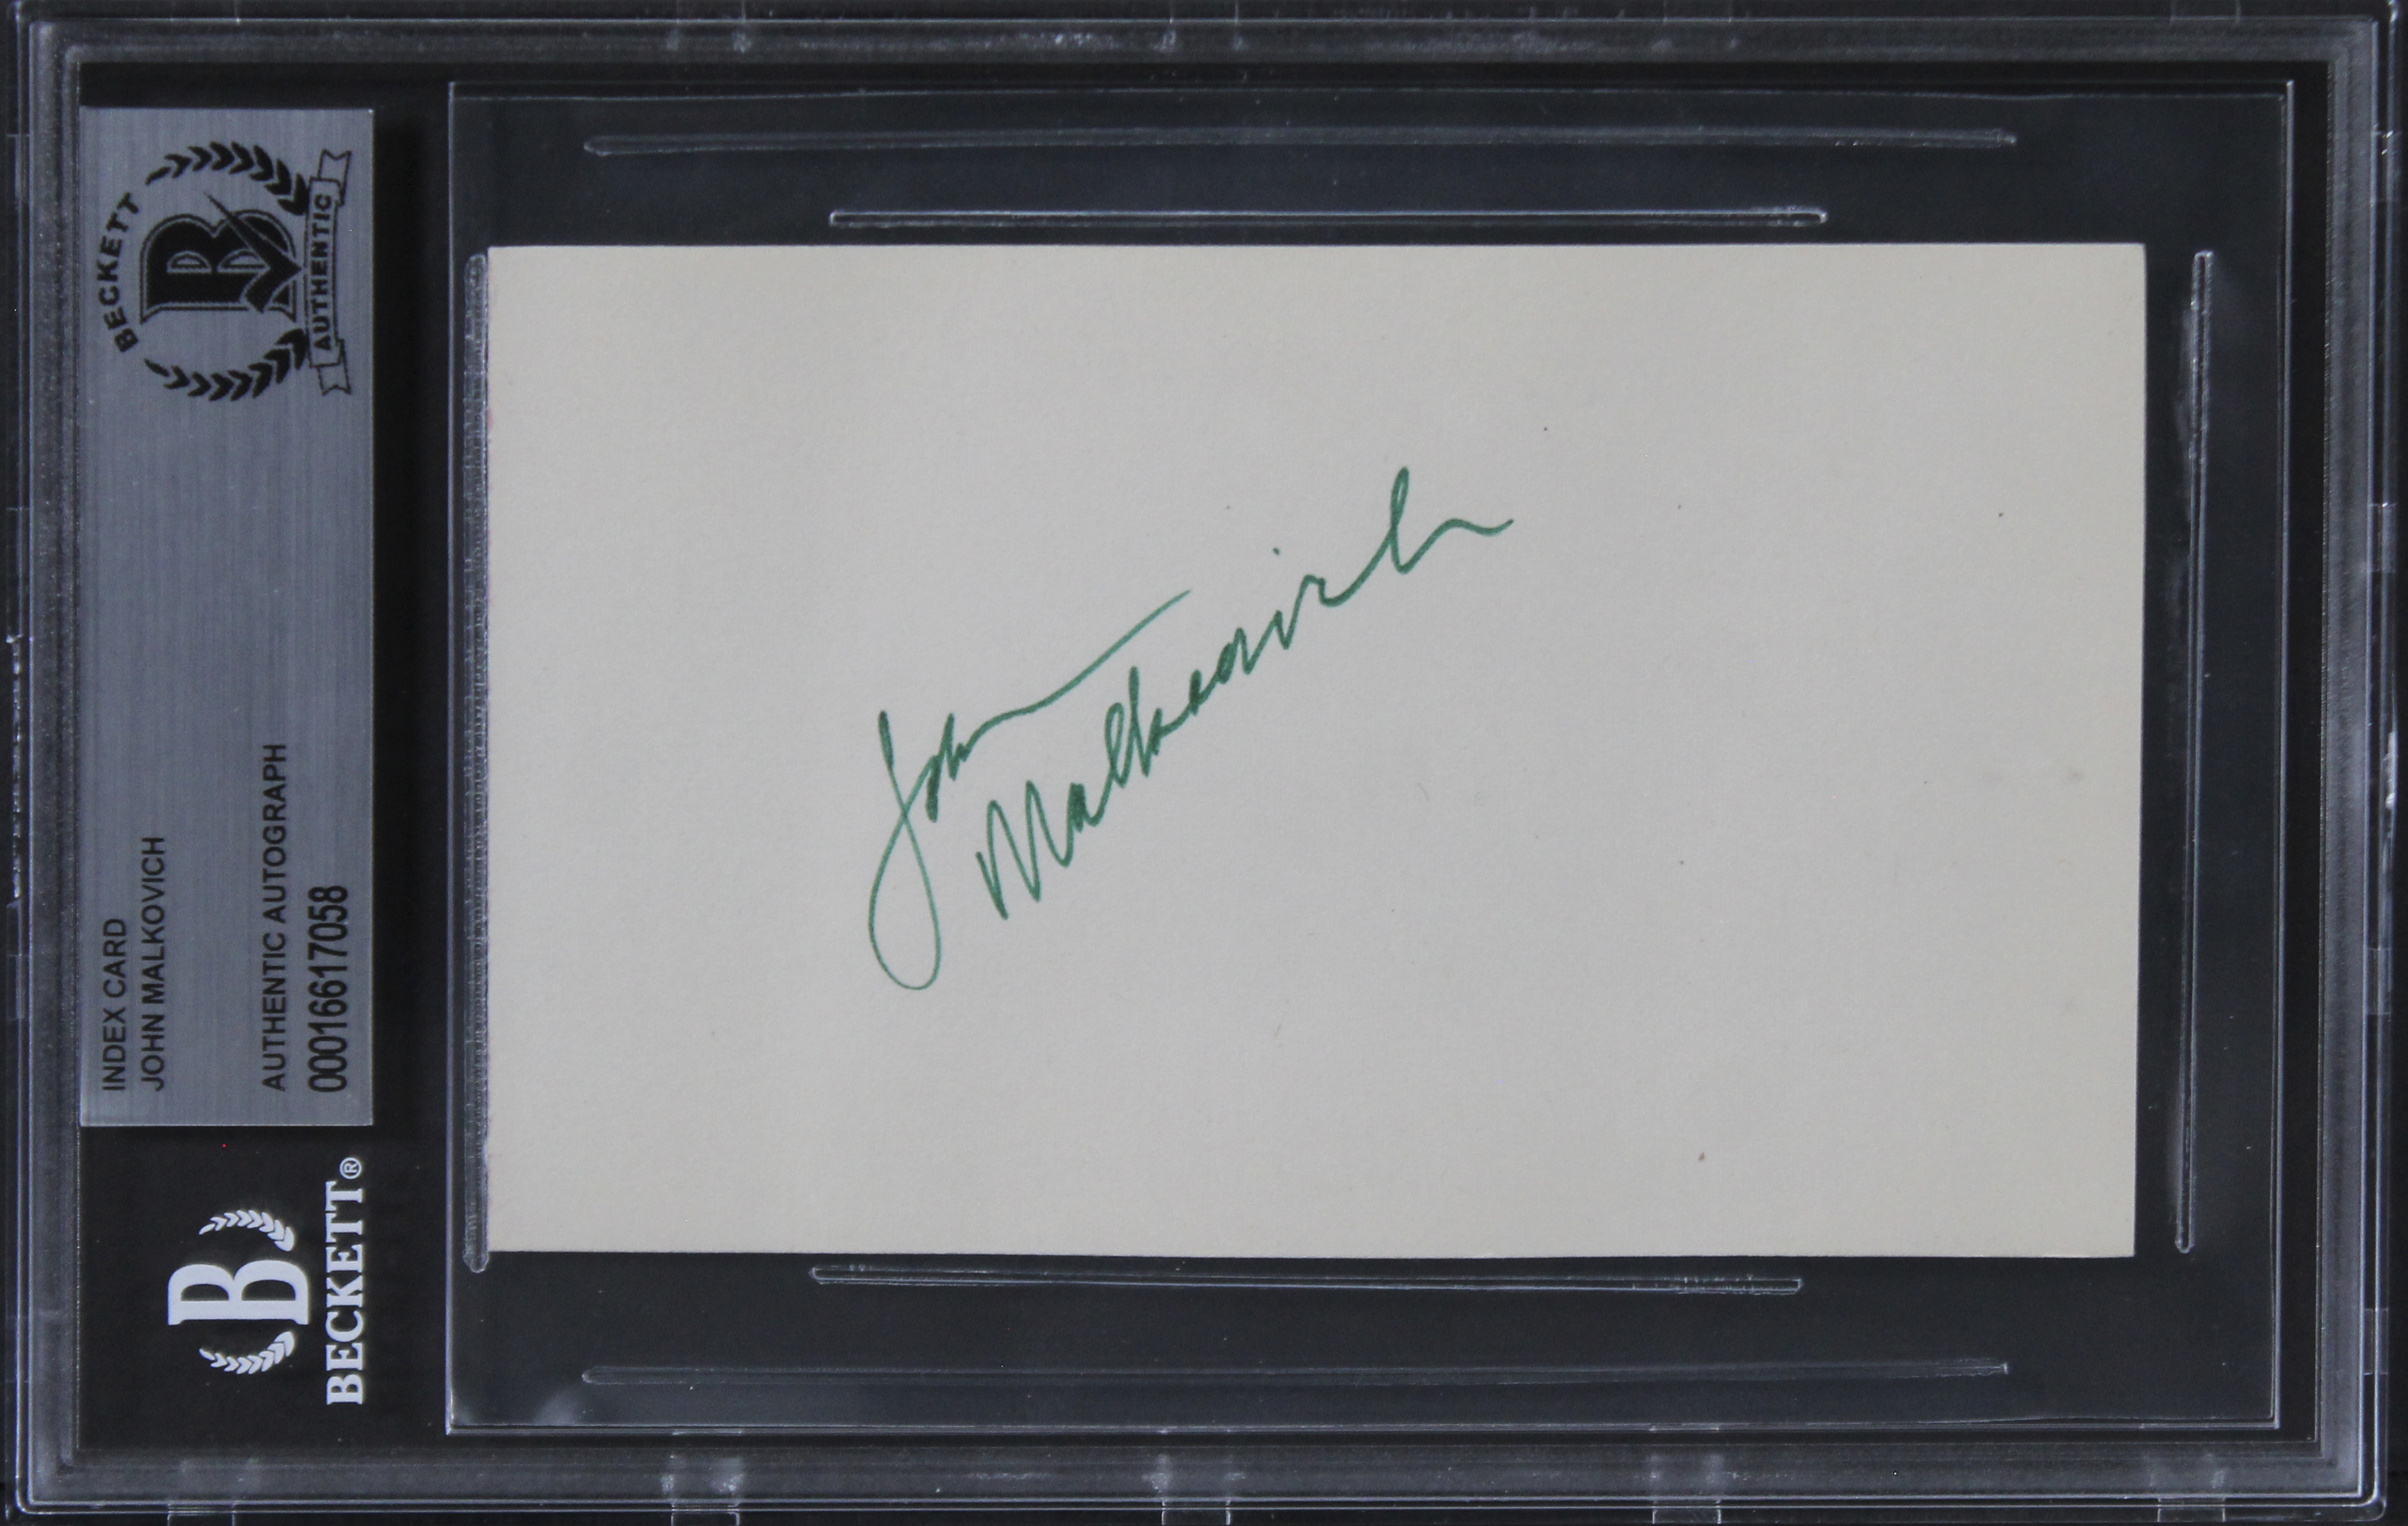 BECKETT
B
AUTHENTIC
INDEX CARD
JOHN MALKOVICH
AUTHENTIC AUTOGRAPH
00016617058
B
BECKETT®
John
Malkovich